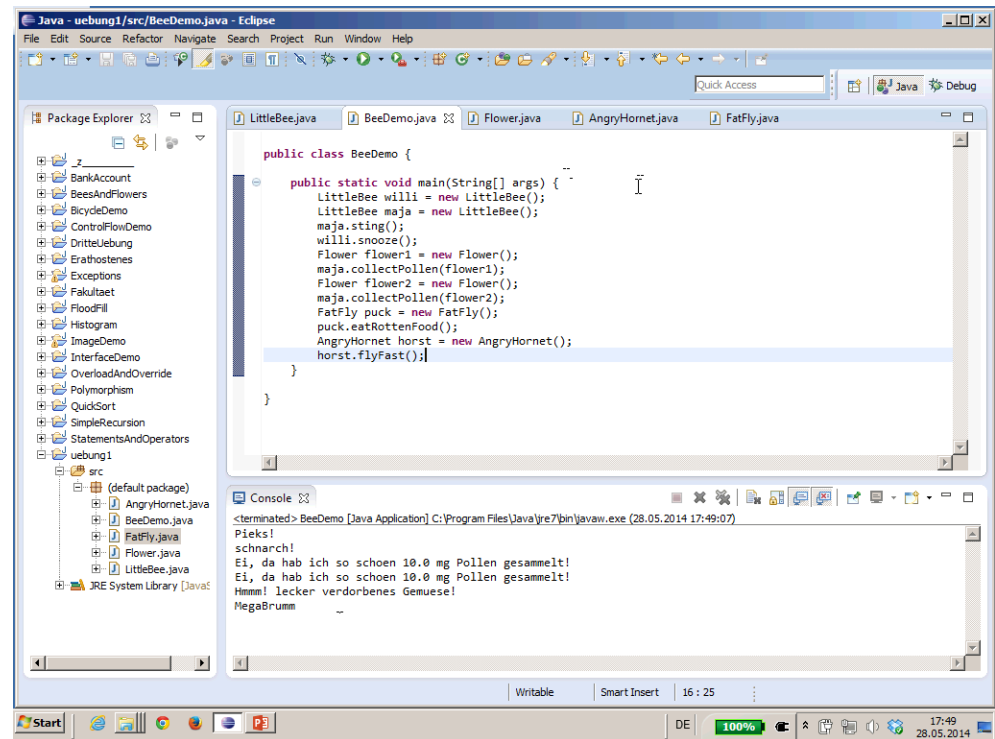 Java - uebung1/src/BeeDemo.java - Eclipse
File Edit Source Refactor Navigate Search Project Run Window Help
Quick Access
Java
Debug
Package Explorer
_z________
BankAccount
BeesAndFlowers
BicycleDemo
ControlFlowDemo
DritteUebung
Erathostenes
Exceptions
Fakultaet
FloodFill
Histogram
ImageDemo
InterfaceDemo
OverloadAndOverride
Polymorphism
QuickSort
SimpleRecursion
StatementsAndOperators
uebung1
src
(default package)
AngryHornet.java
BeeDemo.java
FatFly.java
Flower.java
LittleBee.java
JRE System Library [JavaS
LittleBee.java BeeDemo.java Flower.java AngryHornet.java FatFly.java
public class BeeDemo {
public static void main(String[] args) {
LittleBee willi = new LittleBee();
LittleBee maja = new LittleBee();
maja.sting();
willi.snooze();
Flower flower1 = new Flower();
maja.collectPollen(flower1);
Flower flower2 = new Flower();
maja.collectPollen(flower2);
FatFly puck = new FatFly();
puck.eatRottenFood();
AngryHornet horst = new AngryHornet();
horst.flyFast();
}
}
Console
<terminated> BeeDemo [Java Application] C:\Program Files\Java\jre7\bin\javaw.exe (28.05.2014 17:49:07)
Pieks!
schnarch!
Ei, da hab ich so schoen 10.0 mg Pollen gesammelt!
Ei, da hab ich so schoen 10.0 mg Pollen gesammelt!
Hmmm! lecker verdorbenes Gemuese!
MegaBrumm
Writable Smart Insert 16 : 25
Start
DE 100% 17:49
28.05.2014